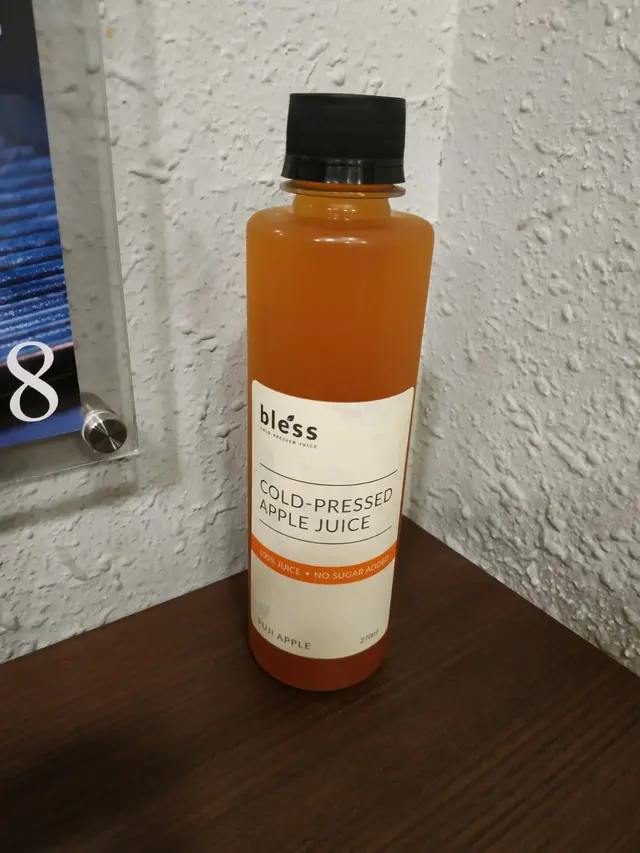 8
bless
COLD PRESSED JUICE
COLD-PRESSED
APPLE JUICE
100% JUICE • NO SUGAR ADDED
FUJI APPLE
270ml